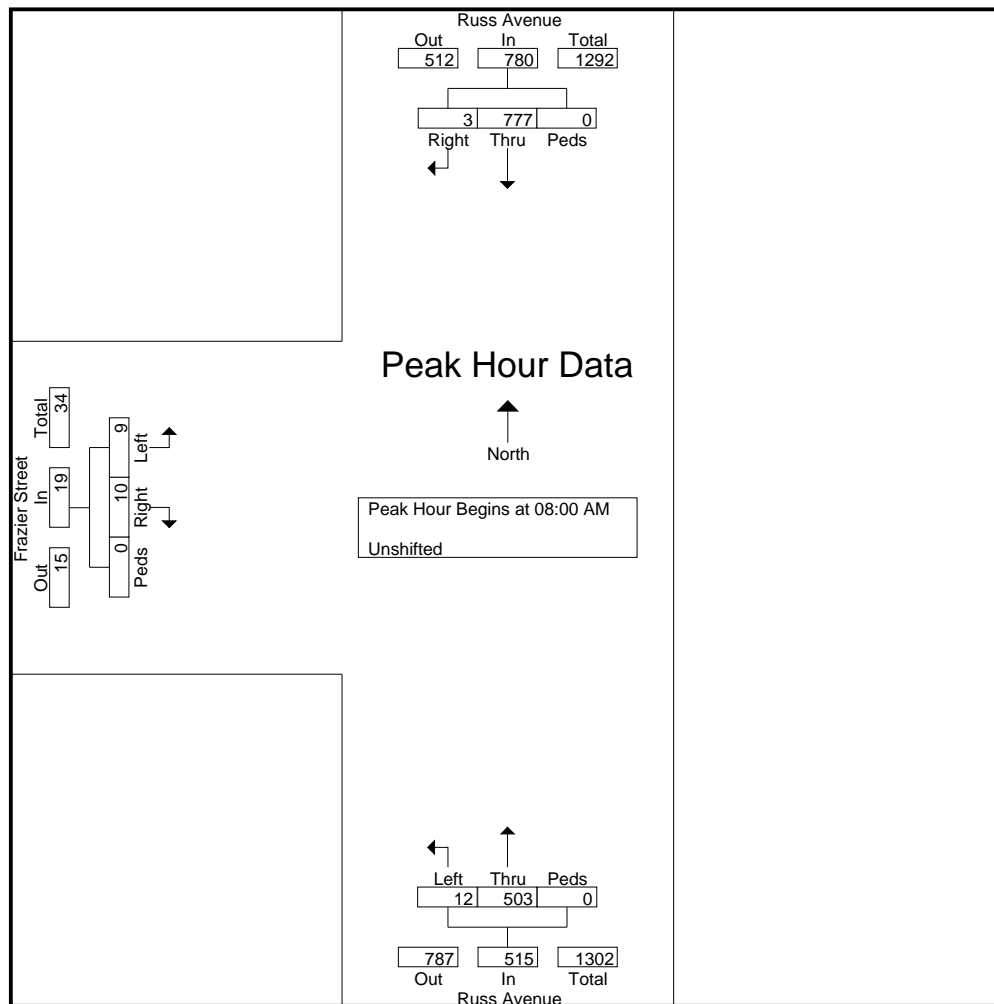 Russ Avenue
Out In Total
512 780 1292
3 777 0
Right Thru Peds
Peak Hour Data
North
Peak Hour Begins at 08:00 AM
Unshifted
Frazier Street
Out In Total
15 19 34
0 10 9
Peds Right Left
Left Thru Peds
12 503 0
787 515 1302
Out In Total
Russ Avenue